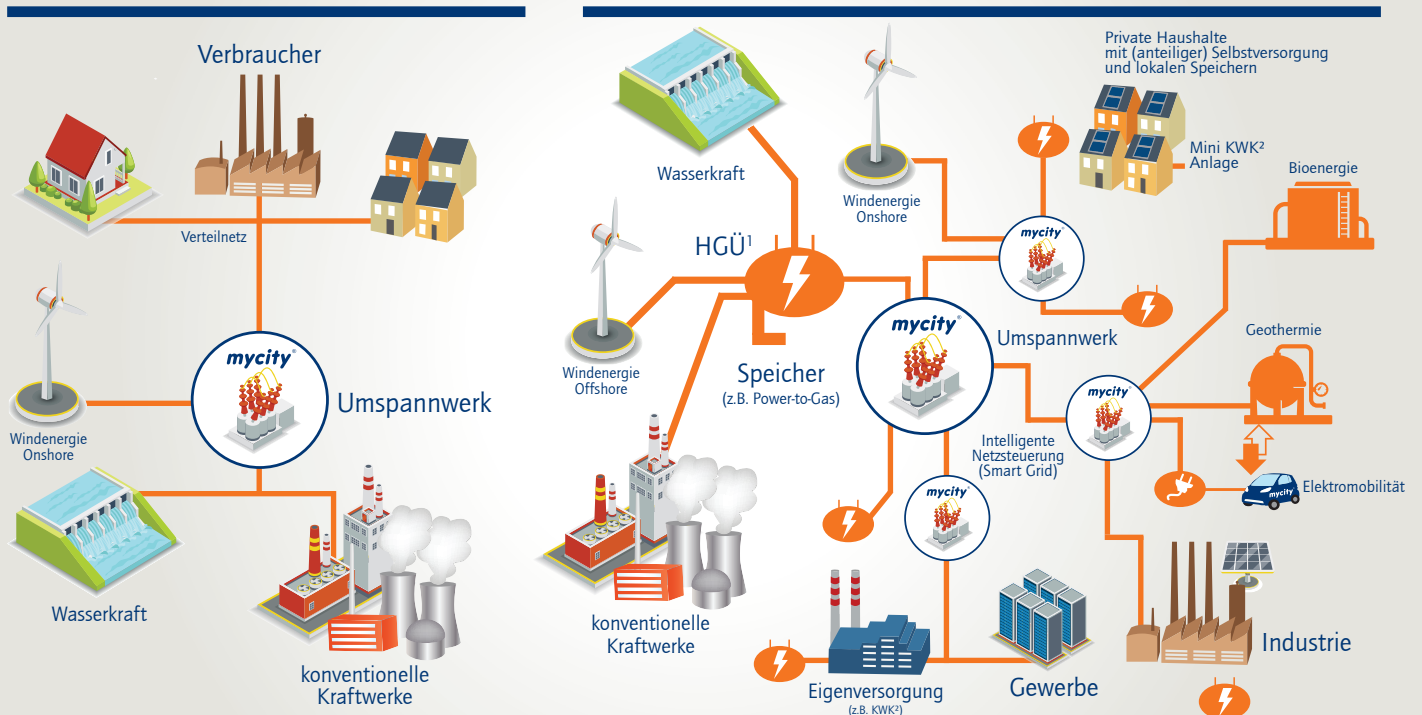 Verbraucher
Verteilnetz
mycity®
Umspannwerk
Windenergie
Onshore
Wasserkraft
konventionelle
Kraftwerke
Wasserkraft
Windenergie
Onshore
Private Haushalte
mit (anteiliger) Selbstversorgung
und lokalen Speichern
Mini KWK²
Anlage
Bioenergie
HGÜ¹
mycity®
Windenergie
Offshore
Speicher
(z.B. Power-to-Gas)
mycity®
Umspannwerk
Geothermie
mycity®
Intelligente
Netzsteuerung
(Smart Grid)
mycity®
mycity
Elektromobilität
konventionelle
Kraftwerke
Eigenversorgung
(z.B. KWK²)
Gewerbe
Industrie